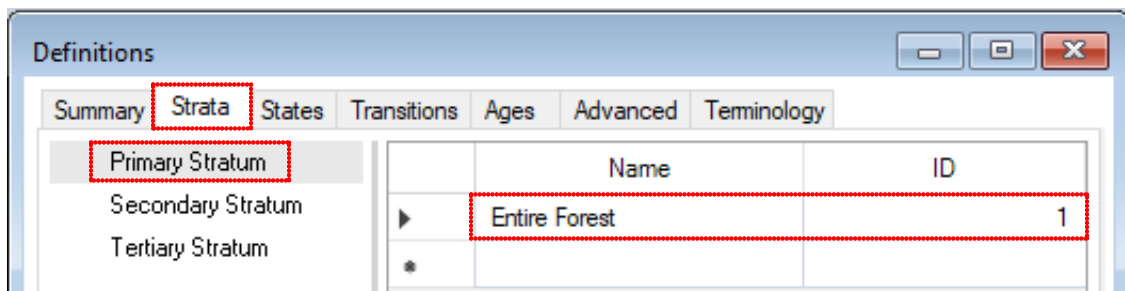 Definitions
Summary Strata States Transitions Ages Advanced Terminology
Primary Stratum
Secondary Stratum
Tertiary Stratum
Name ID
Entire Forest 1